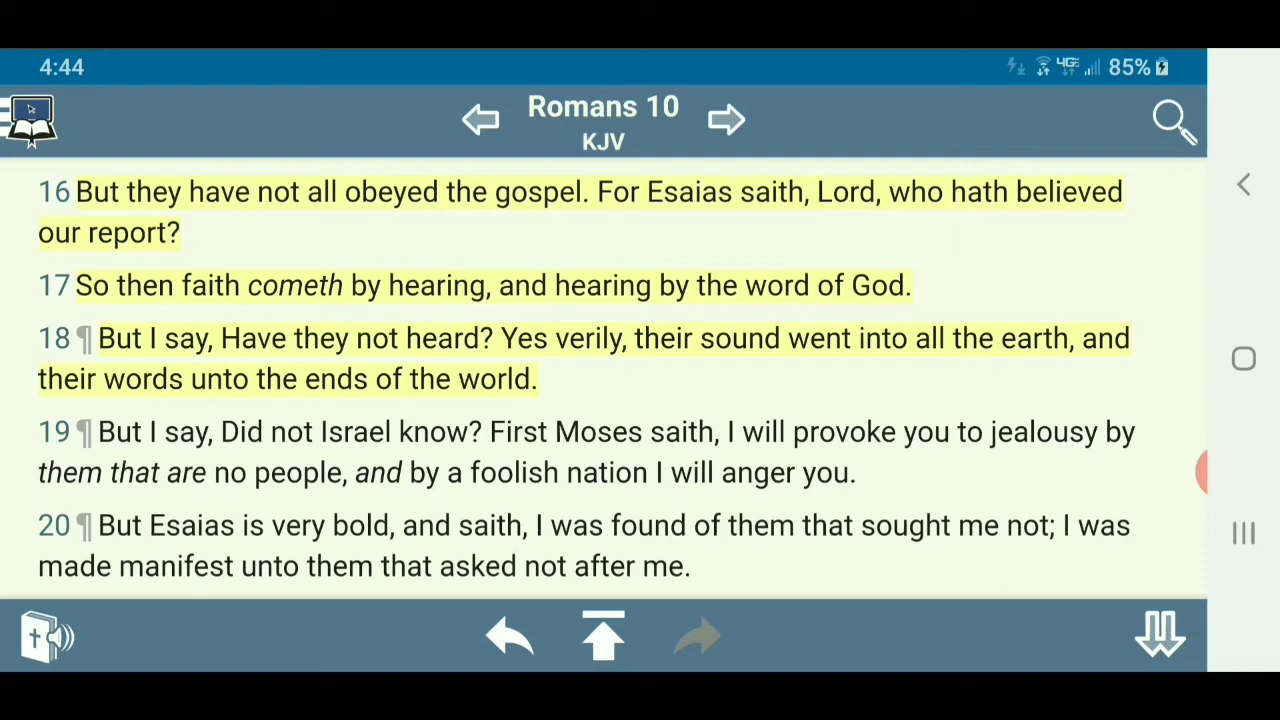 4:44
4GE 85%
Romans 10
KJV
16 But they have not all obeyed the gospel. For Esaias saith, Lord, who hath believed
our report?
17 So then faith cometh by hearing, and hearing by the word of God.
18 ¶ But I say, Have they not heard? Yes verily, their sound went into all the earth, and
their words unto the ends of the world.
19 ¶ But I say, Did not Israel know? First Moses saith, I will provoke you to jealousy by
them that are no people, and by a foolish nation I will anger you.
20 ¶ But Esaias is very bold, and saith, I was found of them that sought me not; I was
made manifest unto them that asked not after me.